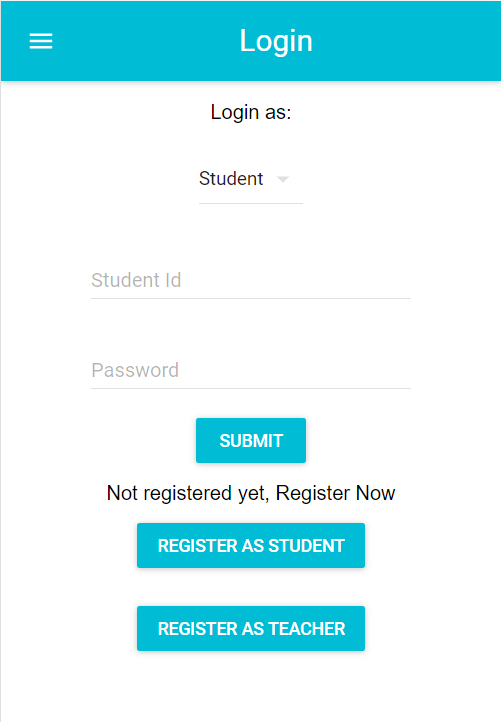 Login
Login as:
Student
Student Id
Password
SUBMIT
Not registered yet, Register Now
REGISTER AS STUDENT
REGISTER AS TEACHER